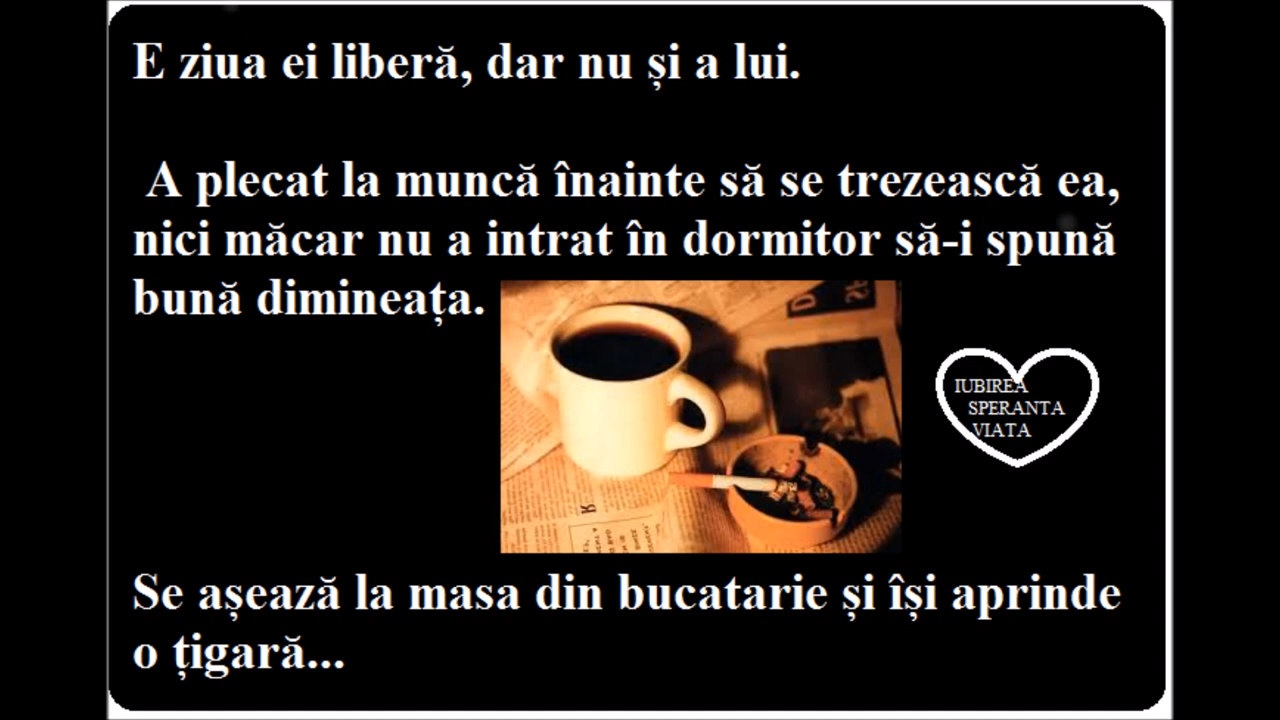 E ziua ei liberă, dar nu și a lui.
A plecat la muncă înainte să se trezească ea,
nici măcar nu a intrat în dormitor să-i spună
bună dimineața.
IUBIREA
SPERANTA
VIATA
Se așează la masa din bucatarie și își aprinde
o țigară...